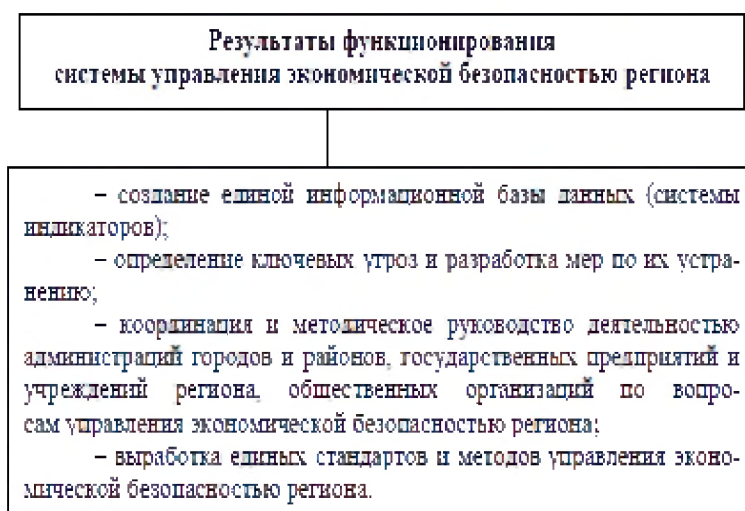 Результаты функционирования
системы управления экономической безопасностью региона
– создание единой информационной базы данных (системы
индикаторов);
– определение ключевых угроз и разработка мер по их устра-
нению;
– координация и методическое руководство деятельностью
администраций городов и районов, государственных предприятий и
учреждений региона, общественных организаций по вопро-
сам управления экономической безопасностью региона;
– выработка единых стандартов и методов управления эконо-
мической безопасностью региона.